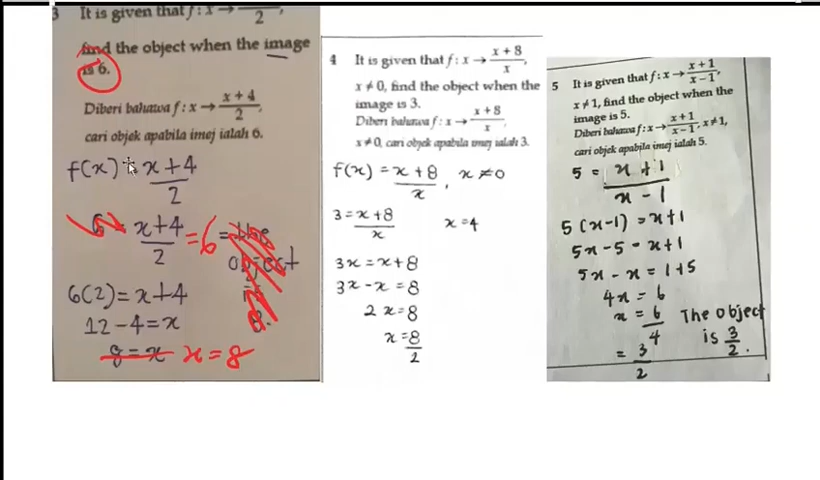 3 It is given that f : x → /2,
find the object when the image
is 6.
Diberi bahawa f : x → x + 4/2
cari objek apabila imej ialah 6.
f(x) = x + 4/2
6 = x+4/2 = 6 = the object is 8.
6(2) = x+4
12 - 4 = x
8 = x x = 8
4 It is given that f : x → x + 8/x,
x ≠ 0, find the object when the
image is 3.
Diberi bahawa f : x → x + 8/x,
x ≠ 0, cari objek apabila imej ialah 3.
f(x) = x + 8/x, x ≠ 0
3 = x + 8/x x = 4
3x = x + 8
3x - x = 8
2x = 8
x = 8/2
5 It is given that f : x → x + 1/x - 1,
x ≠ 1, find the object when the
image is 5.
Diberi bahawa f : x → x + 1/x - 1, x ≠ 1,
cari objek apabila imej ialah 5.
5 = x + 1/x - 1
5(x-1) = x+1
5x - 5 = x+1
5x - x = 1+5
4x = 6
x = 6/4 The object
= 3/2 is 3/2.